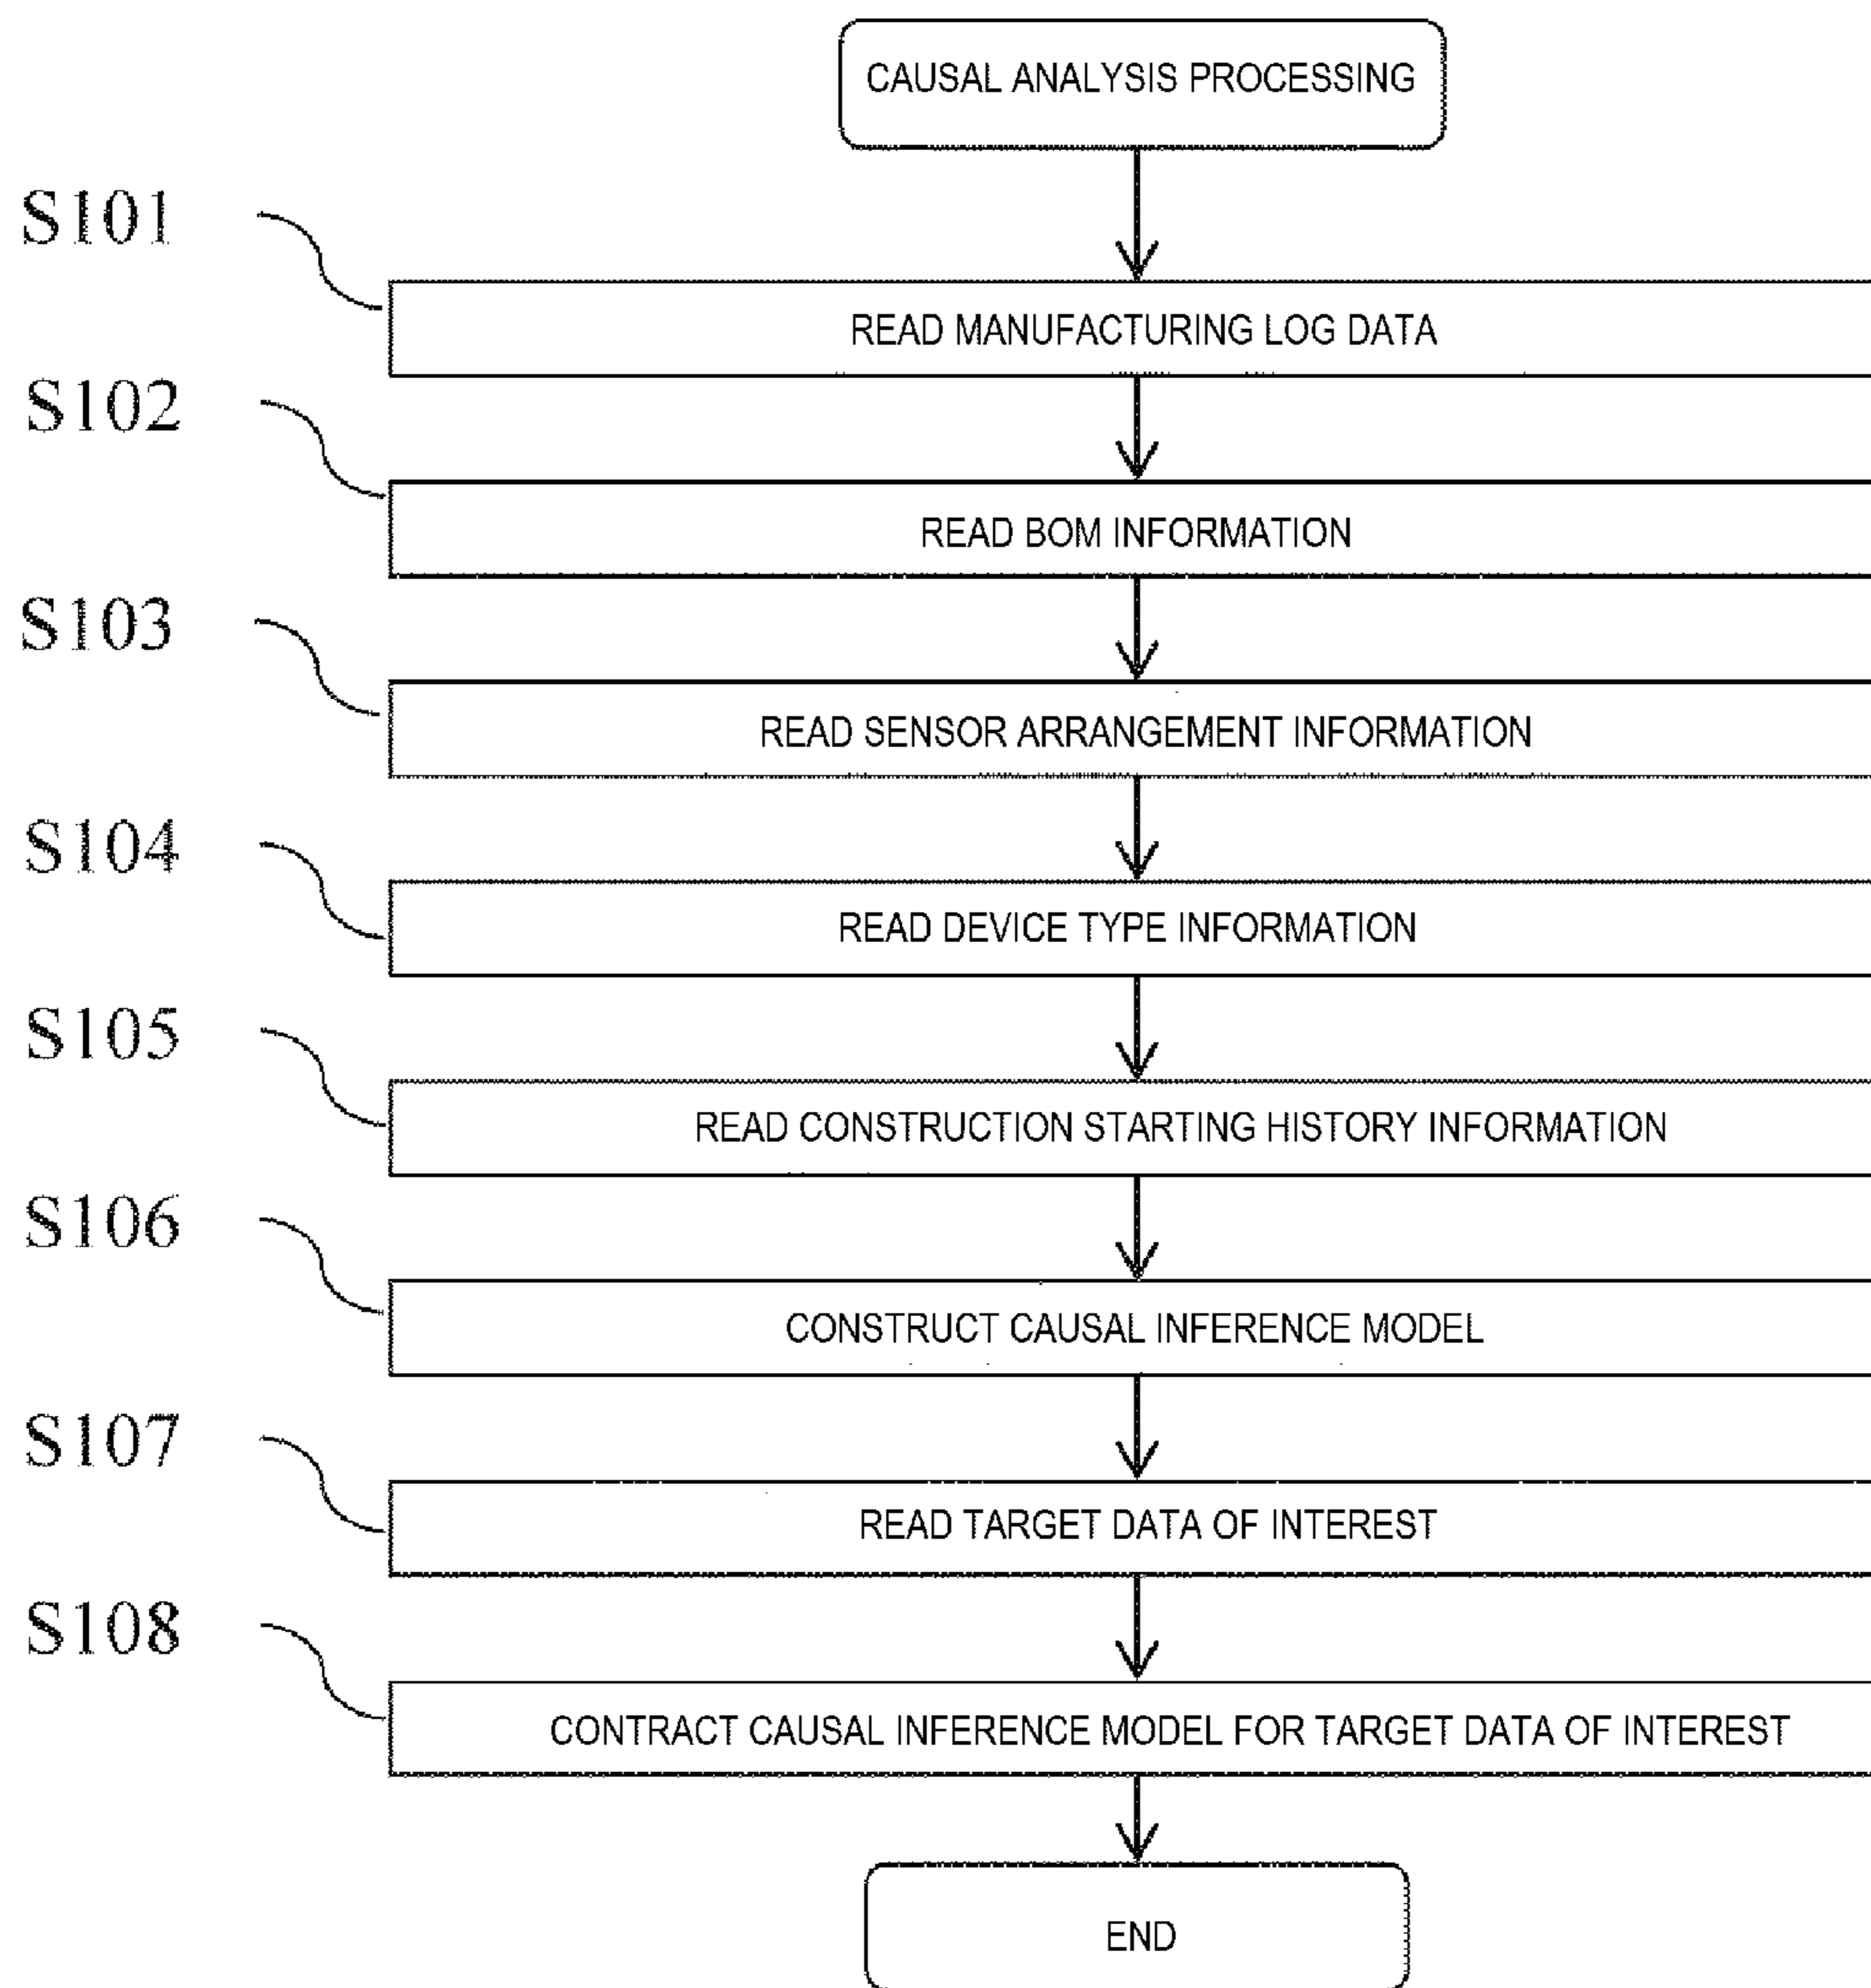 CAUSAL ANALYSIS PROCESSING
S101
READ MANUFACTURING LOG DATA
S102
READ BOM INFORMATION
S103
READ SENSOR ARRANGEMENT INFORMATION
S104
READ DEVICE TYPE INFORMATION
S105
READ CONSTRUCTION STARTING HISTORY INFORMATION
S106
CONSTRUCT CAUSAL INFERENCE MODEL
S107
READ TARGET DATA OF INTEREST
S108
CONTRACT CAUSAL INFERENCE MODEL FOR TARGET DATA OF INTEREST
END